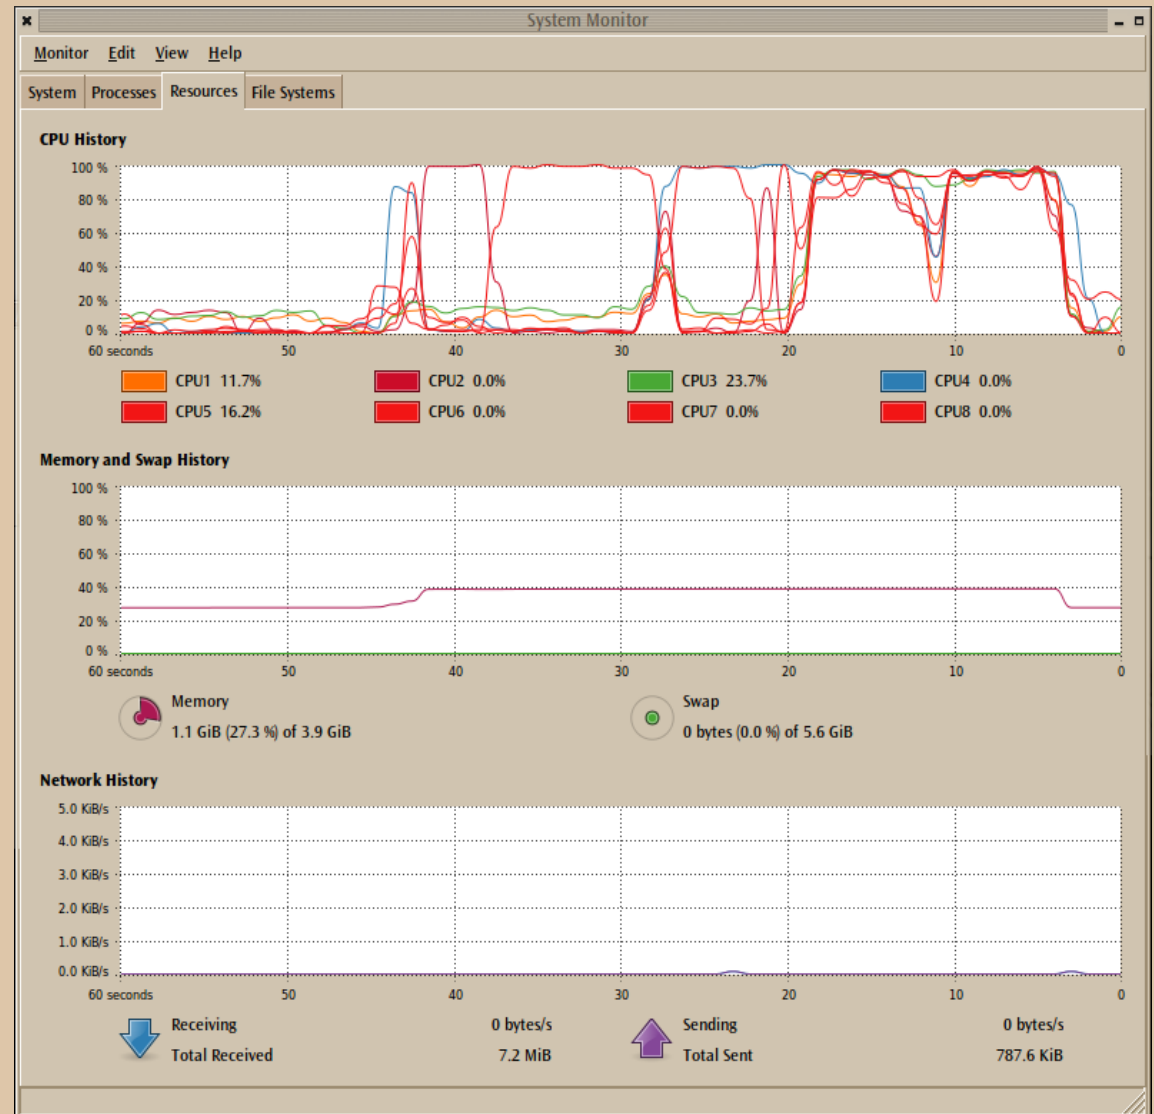 System Monitor
Monitor Edit View Help
System Processes Resources File Systems
CPU History
100 %
80 %
60 %
40 %
20 %
0 %
60 seconds 50 40 30 20 10 0
CPU1 11.7% CPU2 0.0% CPU3 23.7% CPU4 0.0%
CPU5 16.2% CPU6 0.0% CPU7 0.0% CPU8 0.0%
Memory and Swap History
100 %
80 %
60 %
40 %
20 %
0 %
60 seconds 50 40 30 20 10 0
Memory Swap
1.1 GiB (27.3 %) of 3.9 GiB 0 bytes (0.0 %) of 5.6 GiB
Network History
5.0 KiB/s
4.0 KiB/s
3.0 KiB/s
2.0 KiB/s
1.0 KiB/s
0.0 KiB/s
60 seconds 50 40 30 20 10 0
Receiving 0 bytes/s Sending 0 bytes/s
Total Received 7.2 MiB Total Sent 787.6 KiB